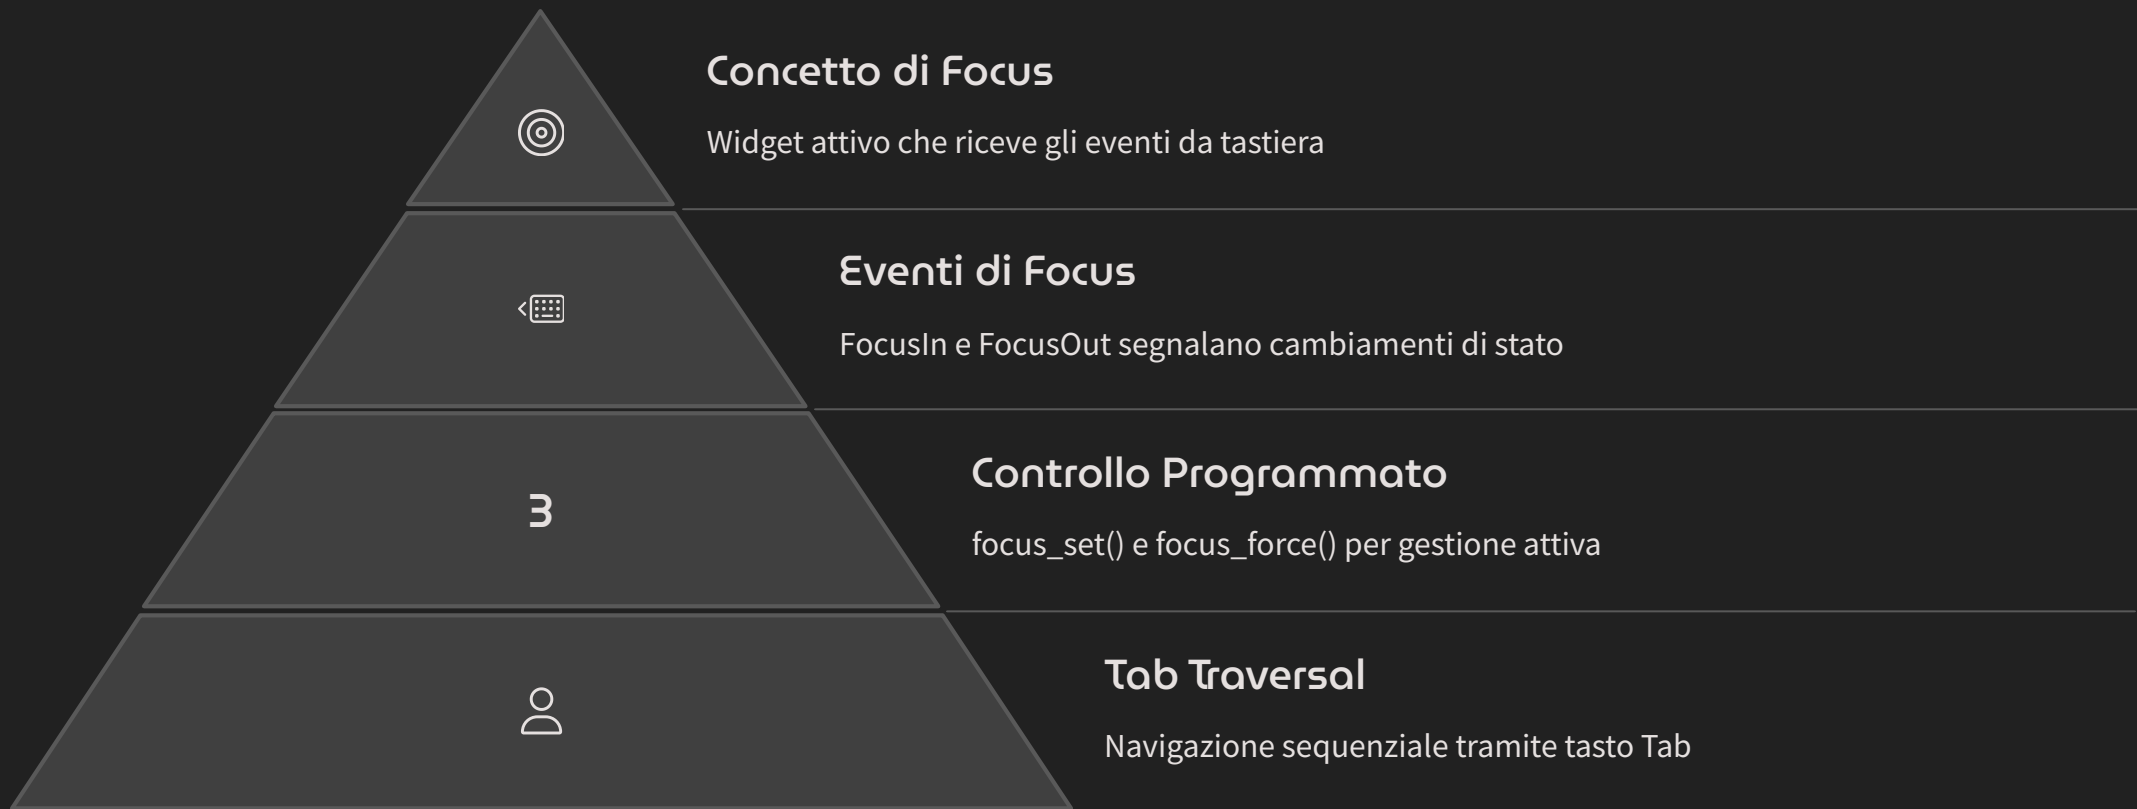 Concetto di Focus
Widget attivo che riceve gli eventi da tastiera
Eventi di Focus
FocusIn e FocusOut segnalano cambiamenti di stato
3
Controllo Programmato
focus_set() e focus_force() per gestione attiva
Tab Traversal
Navigazione sequenziale tramite tasto Tab